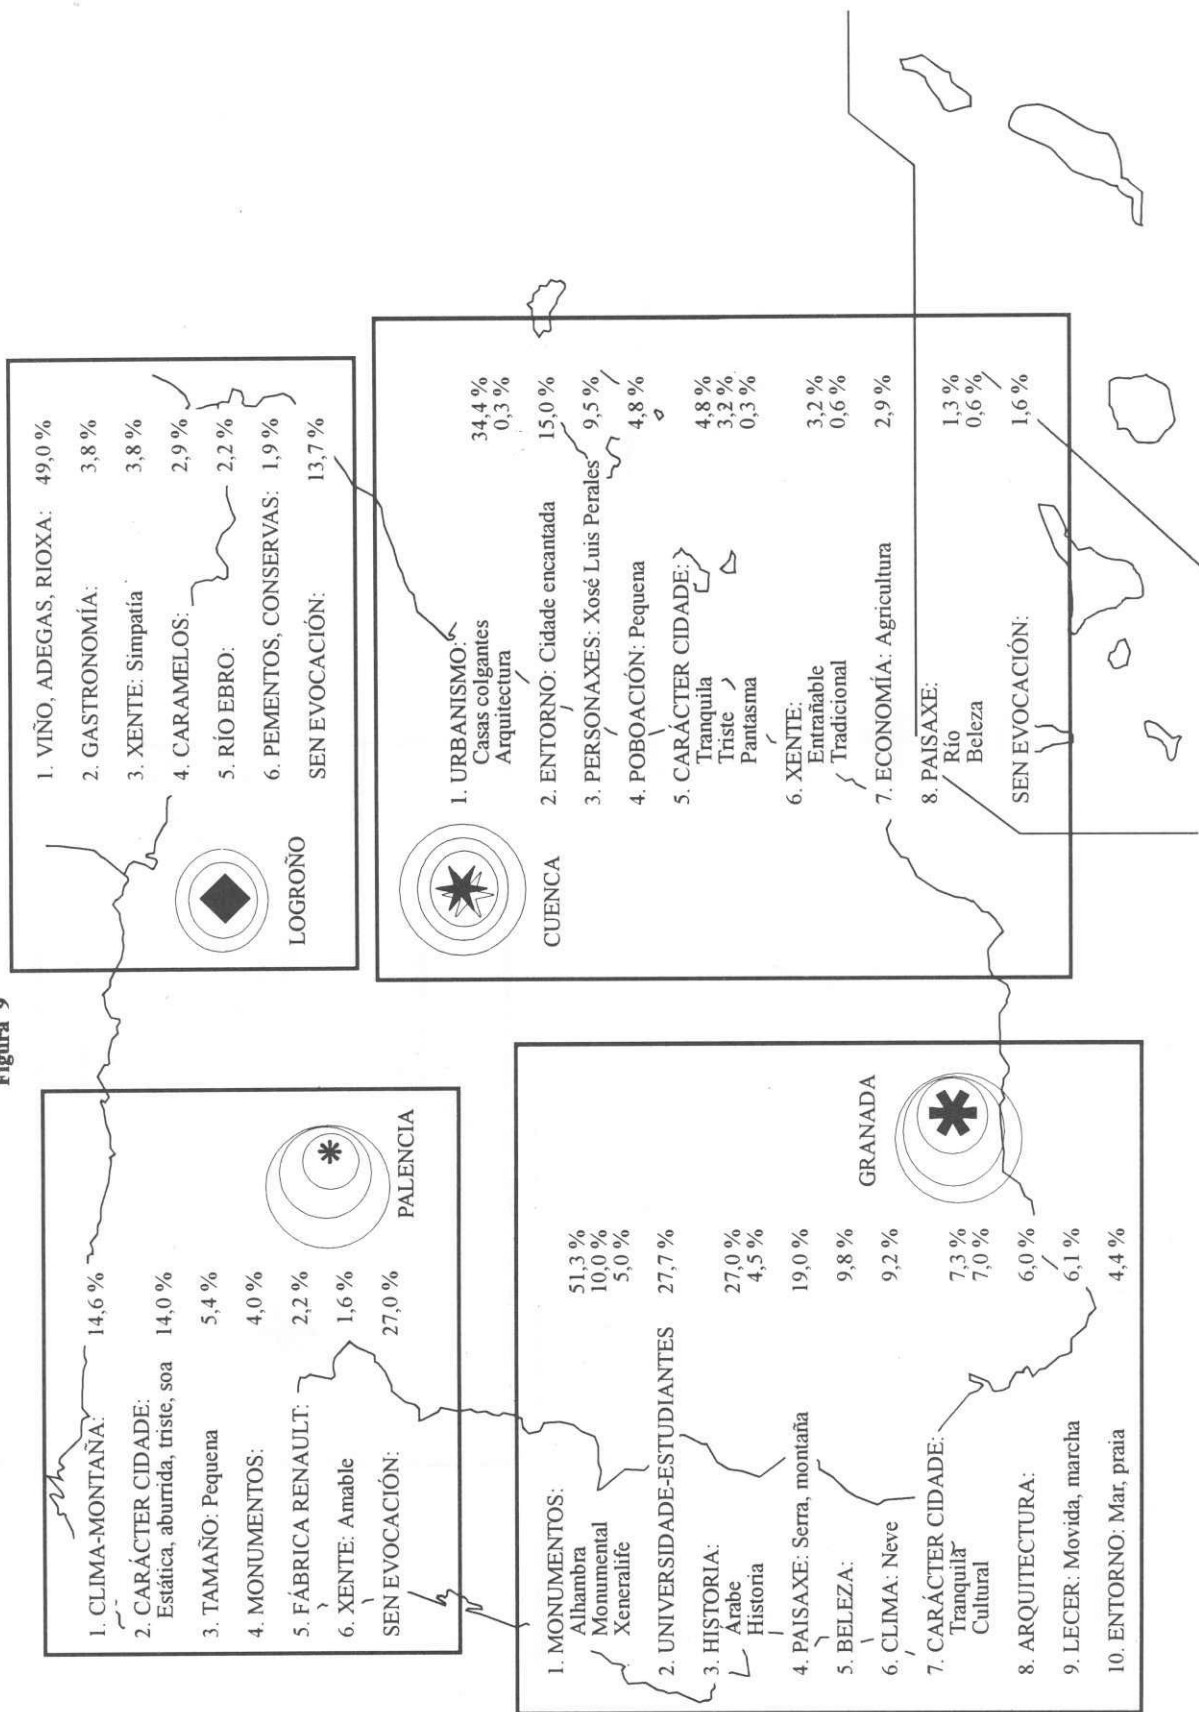 Figura 9
1. CLIMA-MONTAÑA: 14,6 %
2. CARÁCTER CIDADE:
Estática, aburrida, triste, soa 14,0 %
3. TAMAÑO: Pequena 5,4 %
4. MONUMENTOS: 4,0 %
5. FÁBRICA RENAULT: 2,2 %
6. XENTE: Amable 1,6 %
SEN EVOCACIÓN: 27,0 %
PALENCIA
1. VIÑO, ADEGAS, RIOXA: 49,0 %
2. GASTRONOMÍA: 3,8 %
3. XENTE: Simpatía 3,8 %
4. CARAMELOS: 2,9 %
5. RÍO EBRO: 2,2 %
6. PEMENTOS, CONSERVAS: 1,9 %
SEN EVOCACIÓN: 13,7 %
LOGROÑO
1. MONUMENTOS:
Alhambra 51,3 %
Monumental 10,0 %
Xeneralife 5,0 %
2. UNIVERSIDADE-ESTUDIANTES 27,7 %
3. HISTORIA:
Arabe 27,0 %
Historia 4,5 %
4. PAISAXE: Serra, montaña 19,0 %
5. BELEZA: 9,8 %
6. CLIMA: Neve 9,2 %
7. CARÁCTER CIDADE:
Tranquila 7,3 %
Cultural 7,0 %
8. ARQUITECTURA: 6,0 %
9. LECER: Movida, marcha 6,1 %
10. ENTORNO: Mar, praia 4,4 %
GRANADA
CUENCA
1. URBANISMO:
Casas colgantes 34,4 %
Arquitectura 0,3 %
2. ENTORNO: Cidade encantada 15,0 %
3. PERSONAXES: Xosé Luis Perales 9,5 %
4. POBOACIÓN: Pequena 4,8 %
5. CARÁCTER CIDADE:
Tranquila 4,8 %
Triste 3,2 %
Pantasma 0,3 %
6. XENTE:
Entrañable 3,2 %
Tradicional 0,6 %
7. ECONOMÍA: Agricultura 2,9 %
8. PAISAXE:
Río 1,3 %
Beleza 0,6 %
SEN EVOCACIÓN: 1,6 %